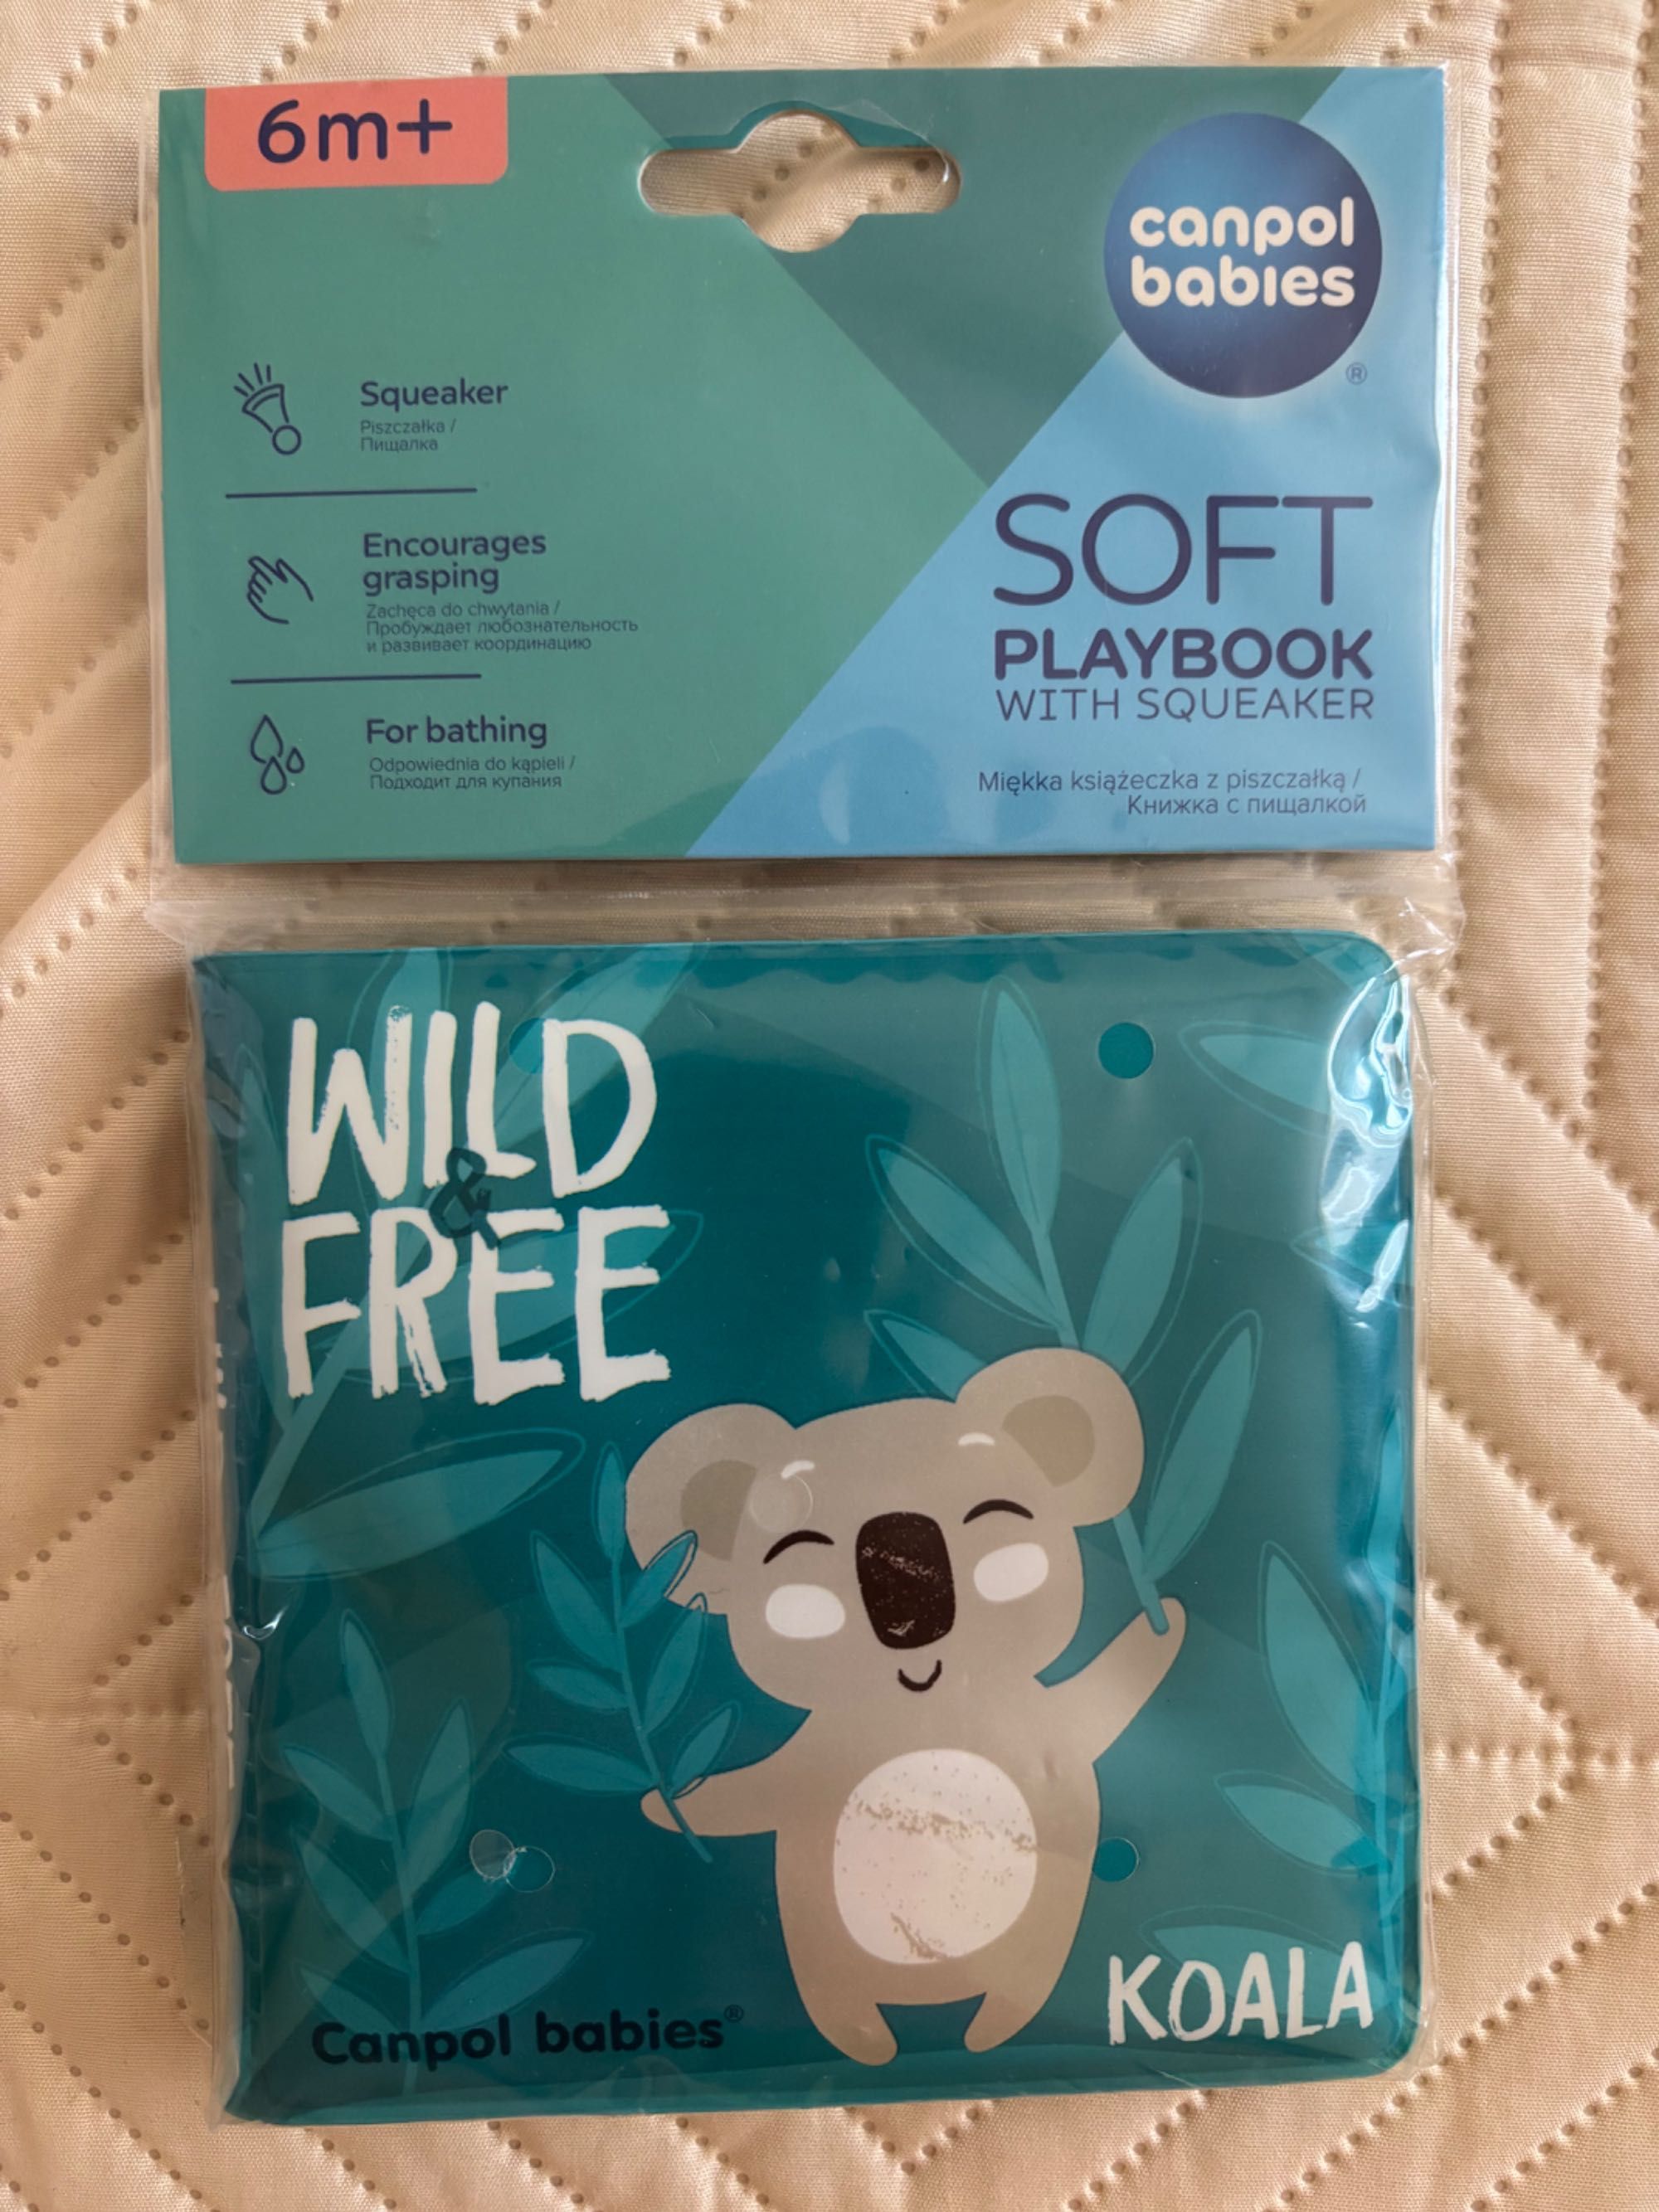 6m+
canpol
babies
®
Squeaker
Piszczałka /
Пищалка
Encourages
grasping
Zachęca do chwytania /
Пробуждает любознательность
и развивает координацию
For bathing
Odpowiednia do kąpieli /
Подходит для купания
SOFT
PLAYBOOK
WITH SQUEAKER
Miękka książeczka z piszczałką /
Книжка с пищалкой
WILD
&
FREE
Canpol babies®
KOALA